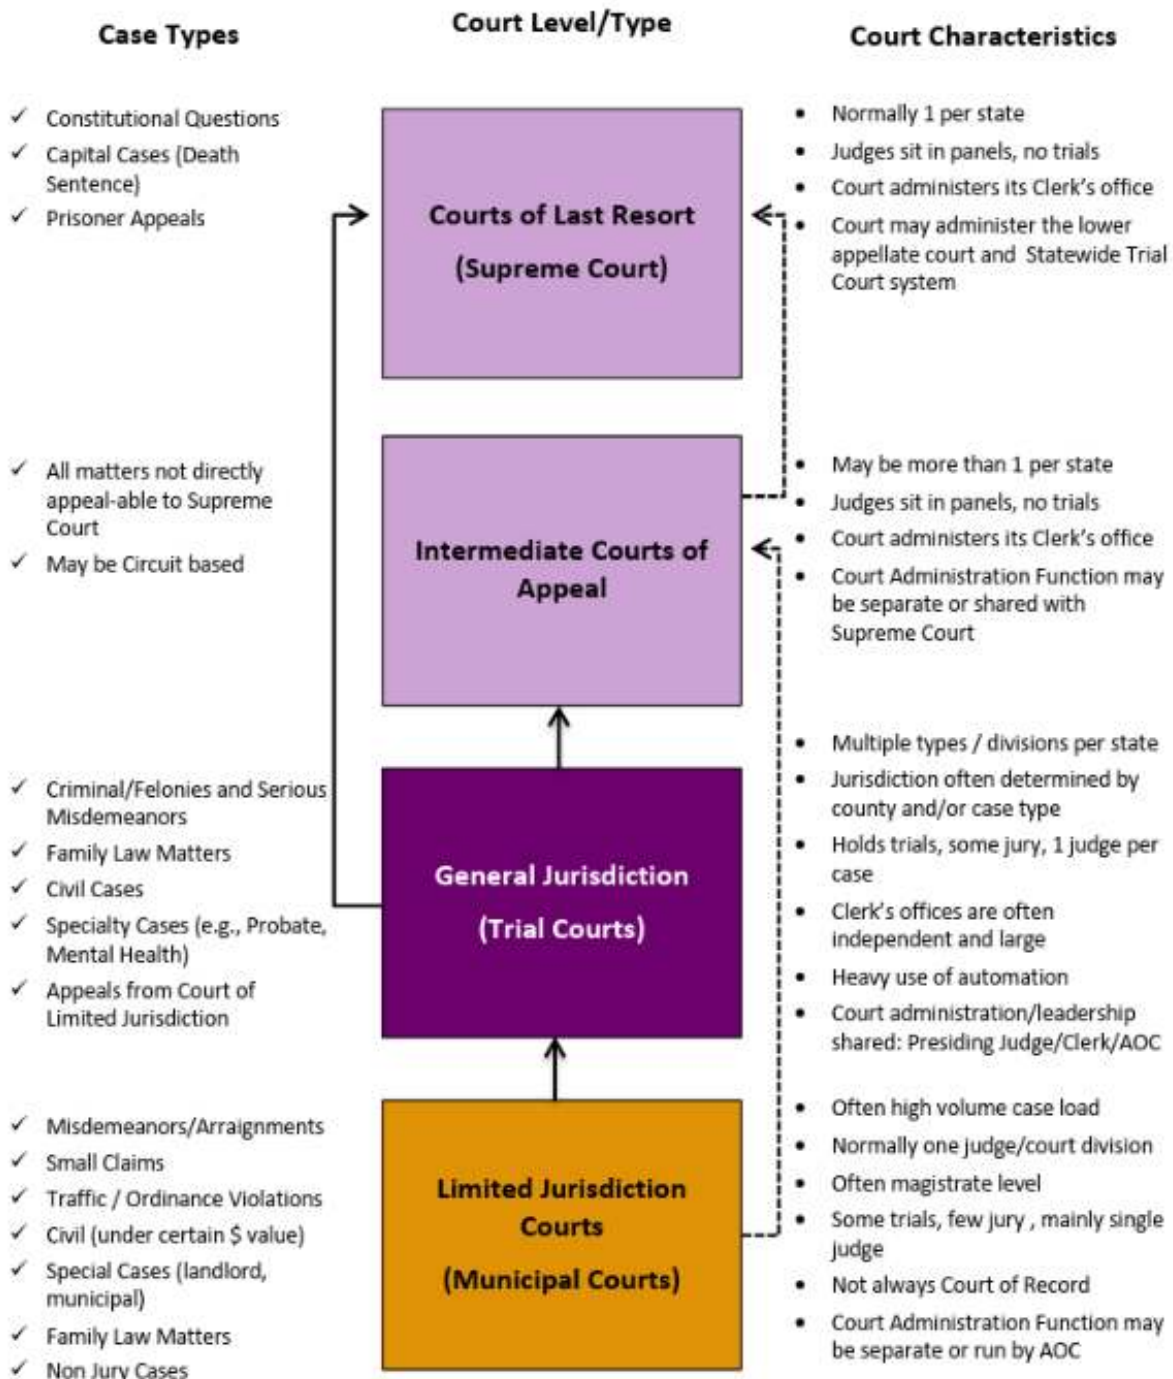 Case Types
Court Level/Type
Court Characteristics
✓ Constitutional Questions
✓ Capital Cases (Death
Sentence)
✓ Prisoner Appeals
Courts of Last Resort
(Supreme Court)
• Normally 1 per state
• Judges sit in panels, no trials
• Court administers its Clerk's office
• Court may administer the lower
appellate court and Statewide Trial
Court system
✓ All matters not directly
appeal-able to Supreme
Court
✓ May be Circuit based
Intermediate Courts of
Appeal
• May be more than 1 per state
• Judges sit in panels, no trials
• Court administers its Clerk's office
• Court Administration Function may
be separate or shared with
Supreme Court
✓ Criminal/Felonies and Serious
Misdemeanors
✓ Family Law Matters
✓ Civil Cases
✓ Specialty Cases (e.g., Probate,
Mental Health)
✓ Appeals from Court of
Limited Jurisdiction
General Jurisdiction
(Trial Courts)
• Multiple types / divisions per state
• Jurisdiction often determined by
county and/or case type
• Holds trials, some jury, 1 judge per
case
• Clerk's offices are often
independent and large
• Heavy use of automation
• Court administration/leadership
shared: Presiding Judge/Clerk/AOC
✓ Misdemeanors/Arraignments
✓ Small Claims
✓ Traffic / Ordinance Violations
✓ Civil (under certain $ value)
✓ Special Cases (landlord,
municipal)
✓ Family Law Matters
✓ Non Jury Cases
Limited Jurisdiction
Courts
(Municipal Courts)
• Often high volume case load
• Normally one judge/court division
• Often magistrate level
• Some trials, few jury , mainly single
judge
• Not always Court of Record
• Court Administration Function may
be separate or run by AOC